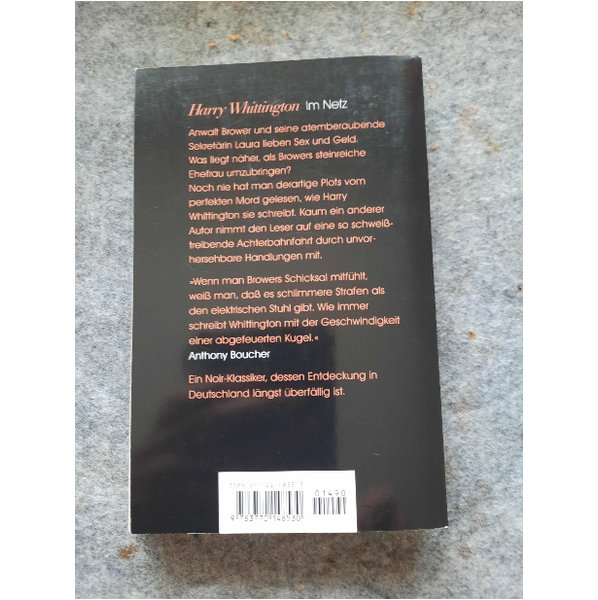 Harry Whittington Im Netz
Anwalt Brower und seine atemberaubende
Sekretärin Laura lieben Sex und Geld.
Was liegt näher, als Browers steinreiche
Ehefrau umzubringen?
Noch nie hat man derartige Plots vom
perfekten Mord gelesen, wie Harry
Whittington sie schreibt. Kaum ein anderer
Autor nimmt den Leser auf eine so schweiß-
treibende Achterbahnfahrt durch unvor-
hersehbare Handlungen mit.
»Wenn man Browers Schicksal mitfühlt,
weiß man, daß es schlimmere Strafen als
den elektrischen Stuhl gibt. Wie immer
schreibt Whittington mit der Geschwindigkeit
einer abgefeuerten Kugel.«
Anthony Boucher
Ein Noir-Klassiker, dessen Entdeckung in
Deutschland längst überfällig ist.
01490
9 783770 148530